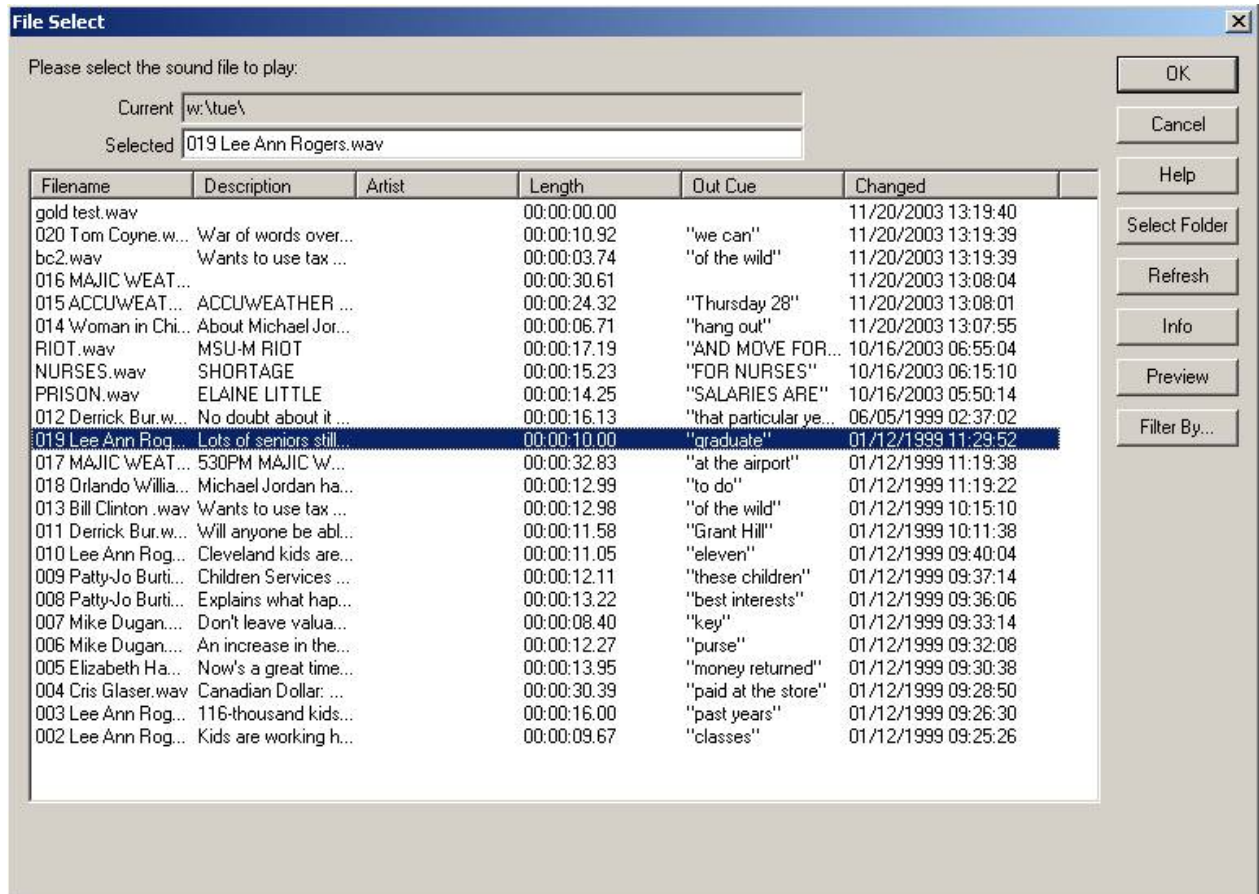 File Select
Please select the sound file to play:
OK
Current w:\tue\
Cancel
Selected 019 Lee Ann Rogers.wav
Help
Select Folder
Refresh
Info
Preview
Filter By...
Filename Description Artist Length Out Cue Changed
gold test.wav 00:00:00.00 11/20/2003 13:19:40
020 Tom Coyne.w... War of words over... 00:00:10.92 "we can" 11/20/2003 13:19:39
bc2.wav Wants to use tax ... 00:00:03.74 "of the wild" 11/20/2003 13:19:39
016 MAJIC WEAT... 00:00:30.61 11/20/2003 13:08:04
015 ACCUWEAT... ACCUWEATHER ... 00:00:24.32 "Thursday 28" 11/20/2003 13:08:01
014 Woman in Chi... About Michael Jor... 00:00:06.71 "hang out" 11/20/2003 13:07:55
RIOT.wav MSU-M RIOT 00:00:17.19 "AND MOVE FOR... 10/16/2003 06:55:04
NURSES.wav SHORTAGE 00:00:15.23 "FOR NURSES" 10/16/2003 06:15:10
PRISON.wav ELAINE LITTLE 00:00:14.25 "SALARIES ARE" 10/16/2003 05:50:14
012 Derrick Bur.w... No doubt about it ... 00:00:16.13 "that particular ye... 06/05/1999 02:37:02
019 Lee Ann Rog... Lots of seniors still... 00:00:10.00 "graduate" 01/12/1999 11:29:52
017 MAJIC WEAT... 530PM MAJIC W... 00:00:32.83 "at the airport" 01/12/1999 11:19:38
018 Orlando Willia... Michael Jordan ha... 00:00:12.99 "to do" 01/12/1999 11:19:22
013 Bill Clinton .wav Wants to use tax ... 00:00:12.98 "of the wild" 01/12/1999 10:15:10
011 Derrick Bur.w... Will anyone be abl... 00:00:11.58 "Grant Hill" 01/12/1999 10:11:38
010 Lee Ann Rog... Cleveland kids are... 00:00:11.05 "eleven" 01/12/1999 09:40:04
009 Patty-Jo Burti... Children Services ... 00:00:12.11 "these children" 01/12/1999 09:37:14
008 Patty-Jo Burti... Explains what hap... 00:00:13.22 "best interests" 01/12/1999 09:36:06
007 Mike Dugan.... Don't leave valua... 00:00:08.40 "key" 01/12/1999 09:33:14
006 Mike Dugan.... An increase in the... 00:00:12.27 "purse" 01/12/1999 09:32:08
005 Elizabeth Ha... Now's a great time... 00:00:13.95 "money returned" 01/12/1999 09:30:38
004 Cris Glaser.wav Canadian Dollar: ... 00:00:30.39 "paid at the store" 01/12/1999 09:28:50
003 Lee Ann Rog... 116-thousand kids... 00:00:16.00 "past years" 01/12/1999 09:26:30
002 Lee Ann Rog... Kids are working h... 00:00:09.67 "classes" 01/12/1999 09:25:26